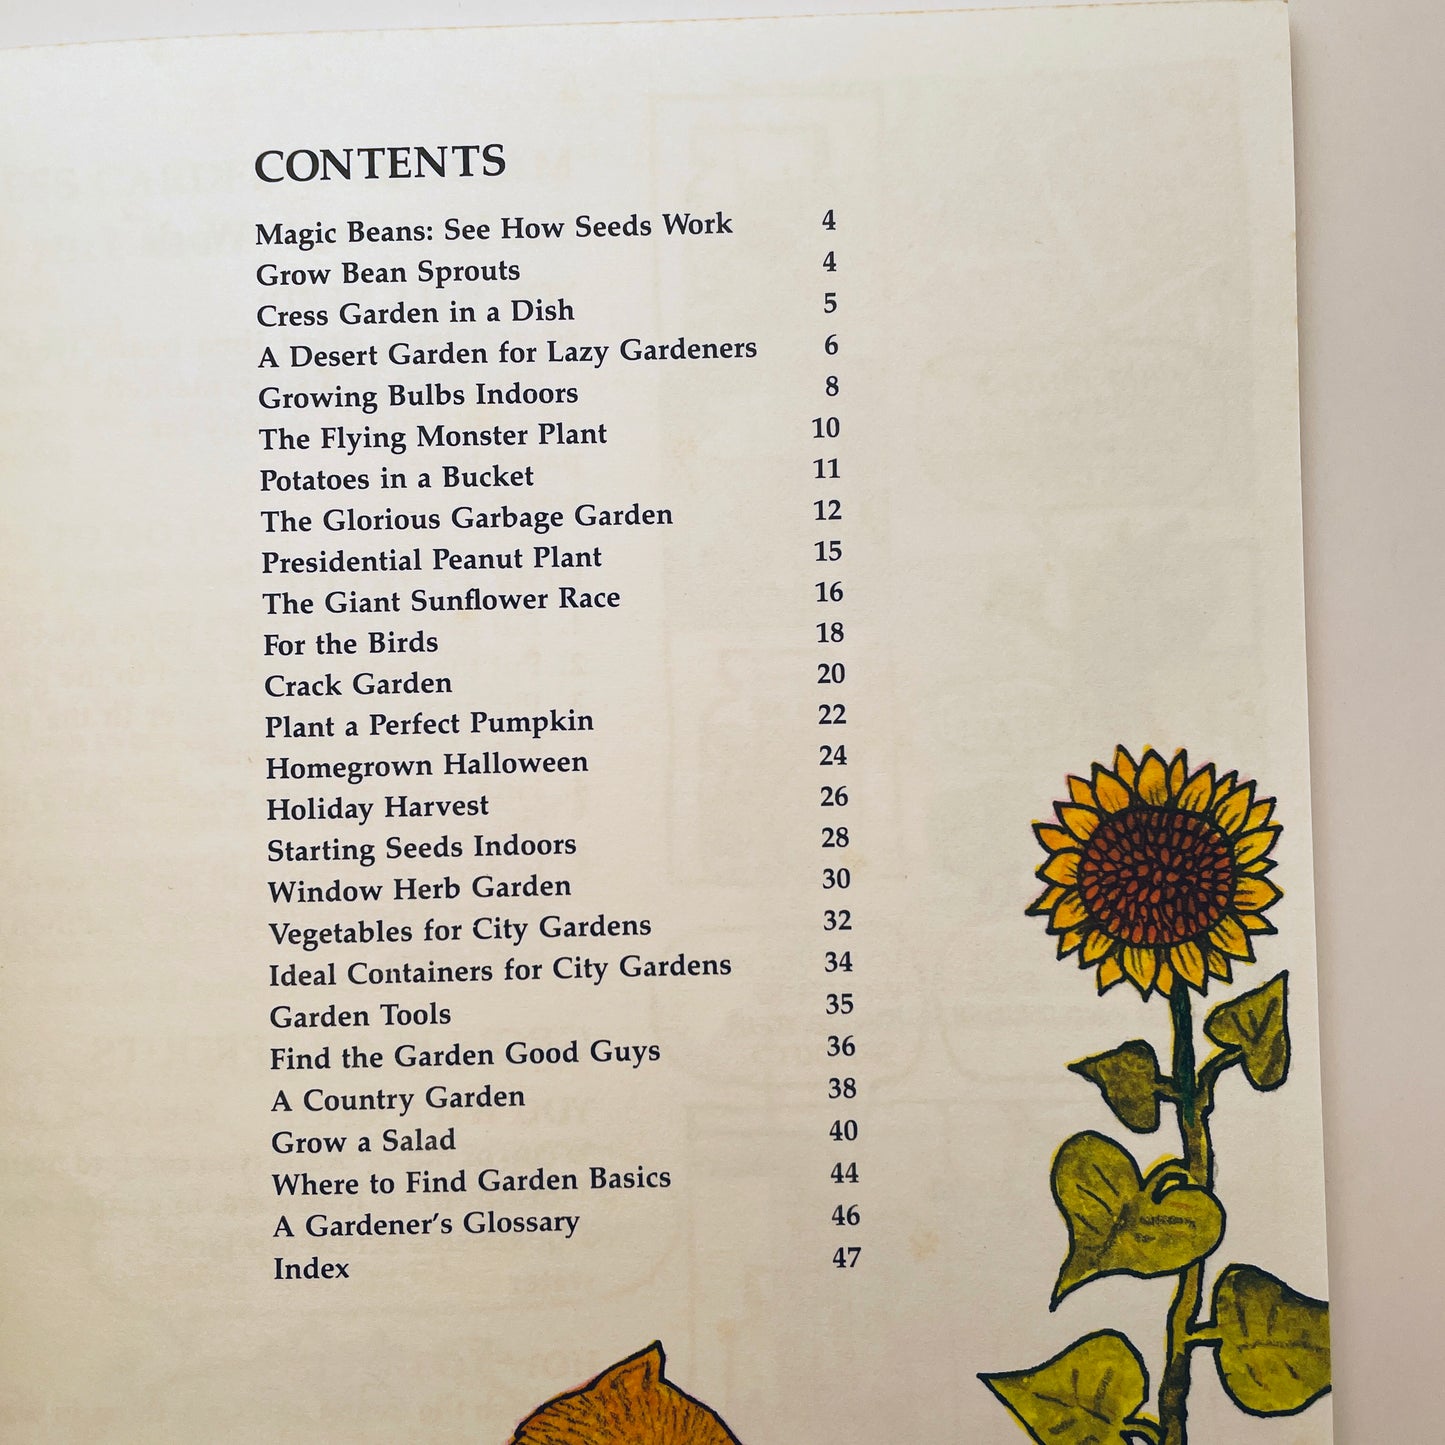 CONTENTS
Magic Beans: See How Seeds Work 4
Grow Bean Sprouts 4
Cress Garden in a Dish 5
A Desert Garden for Lazy Gardeners 6
Growing Bulbs Indoors 8
The Flying Monster Plant 10
Potatoes in a Bucket 11
The Glorious Garbage Garden 12
Presidential Peanut Plant 15
The Giant Sunflower Race 16
For the Birds 18
Crack Garden 20
Plant a Perfect Pumpkin 22
Homegrown Halloween 24
Holiday Harvest 26
Starting Seeds Indoors 28
Window Herb Garden 30
Vegetables for City Gardens 32
Ideal Containers for City Gardens 34
Garden Tools 35
Find the Garden Good Guys 36
A Country Garden 38
Grow a Salad 40
Where to Find Garden Basics 44
A Gardener's Glossary 46
Index 47